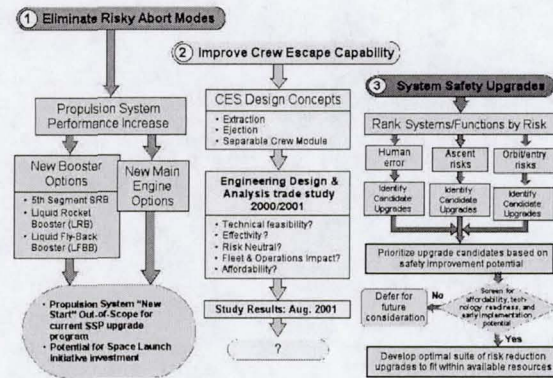 1 Eliminate Risky Abort Modes
Propulsion System
Performance Increase
New Booster
Options
• 5th Segment SRB
• Liquid Rocket
Booster (LRB)
• Liquid Fly-Back
Booster (LFBB)
New Main
Engine
Options
• Propulsion System "New
Start" Out-of-Scope for
current SSP upgrade
program
• Potential for Space Launch
Initiative investment
2 Improve Crew Escape Capability
CES Design Concepts
• Extraction
• Ejection
• Separable Crew Module
Engineering Design &
Analysis trade study
2000/2001
• Technical feasibility?
• Effectivity?
• Risk Neutral?
• Fleet & Operations Impact?
• Affordability?
Study Results: Aug. 2001
?
3 System Safety Upgrades
Rank Systems/Functions by Risk
Human
error
Ascent
risks
Orbit/entry
risks
Identify
Candidate
Upgrades
Identify
Candidate
Upgrades
Identify
Candidate
Upgrades
Prioritize upgrade candidates based on
safety improvement potential
Screen
for affordability, tech-
nology readiness, and
early implementation
potential
No
Defer for
future
consideration
Yes
Develop optimal suite of risk reduction
upgrades to fit within available resources